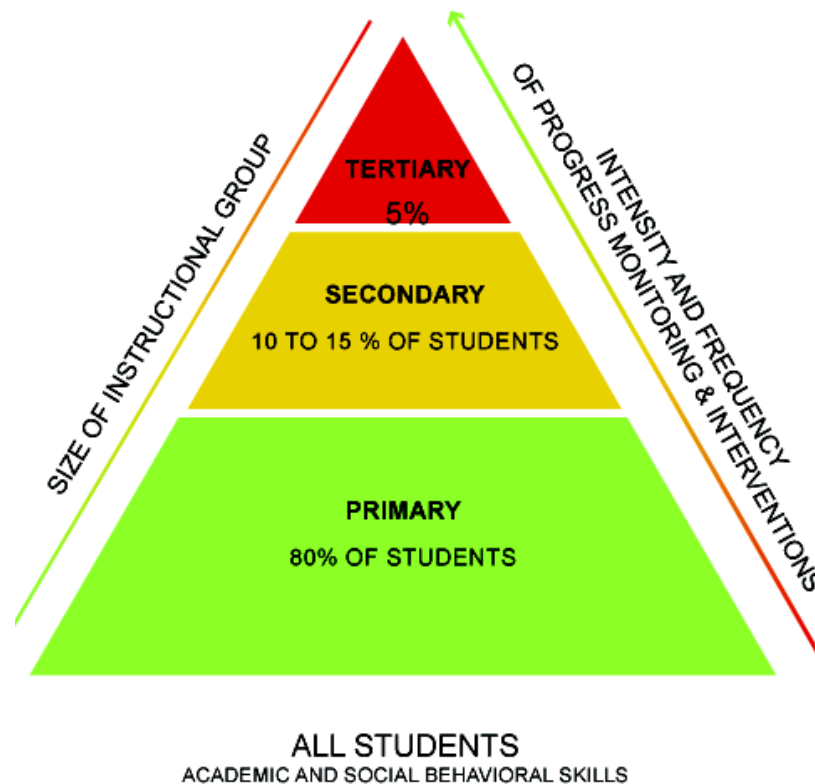 SIZE OF INSTRUCTIONAL GROUP
INTENSITY AND FREQUENCY
OF PROGRESS MONITORING & INTERVENTIONS
TERTIARY
5%
SECONDARY
10 TO 15 % OF STUDENTS
PRIMARY
80% OF STUDENTS
ALL STUDENTS
ACADEMIC AND SOCIAL BEHAVIORAL SKILLS